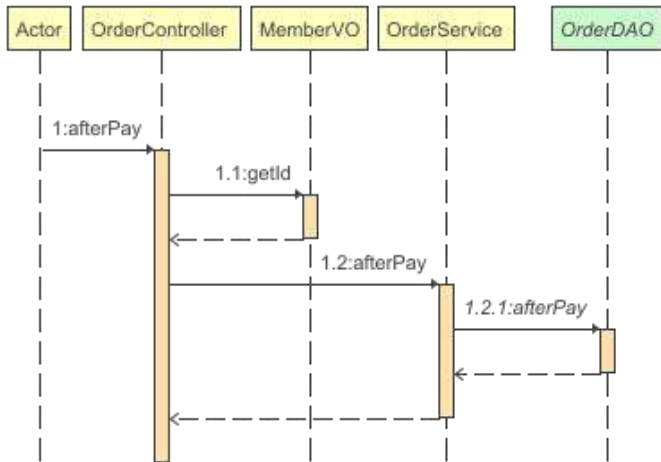 Actor
OrderController
MemberVO
OrderService
OrderDAO
1:afterPay
1.1:getId
1.2:afterPay
1.2.1:afterPay